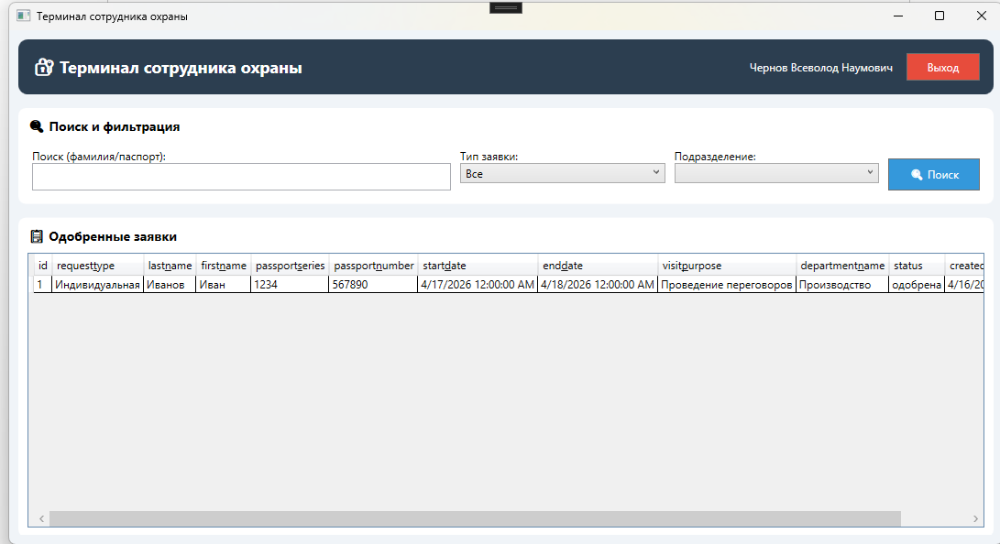 Терминал сотрудника охраны
Терминал сотрудника охраны
Чернов Всеволод Наумович
Выход
Поиск и фильтрация
Поиск (фамилия/паспорт):
Тип заявки:
Подразделение:
Все
Поиск
Одобренные заявки
id requesttype lastname firstname passportseries passportnumber startdate enddate visitpurpose departmentname status created
1 Индивидуальная Иванов Иван 1234 567890 4/17/2026 12:00:00 AM 4/18/2026 12:00:00 AM Проведение переговоров Производство одобрена 4/16/20